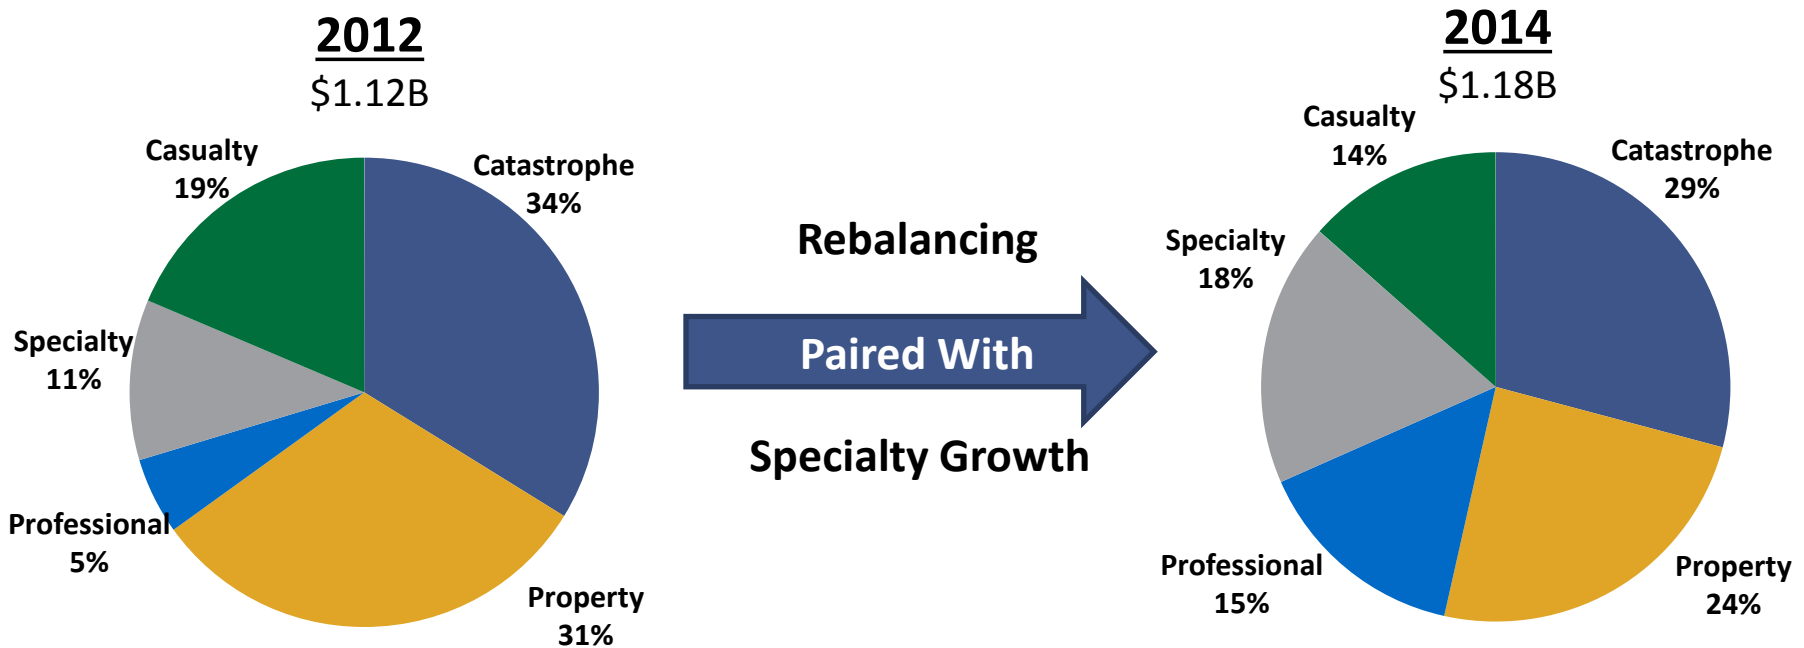 2012
$1.12B
Casualty
19%
Catastrophe
34%
Specialty
11%
Professional
5%
Property
31%
Rebalancing
Paired With
Specialty Growth
2014
$1.18B
Casualty
14%
Catastrophe
29%
Specialty
18%
Professional
15%
Property
24%